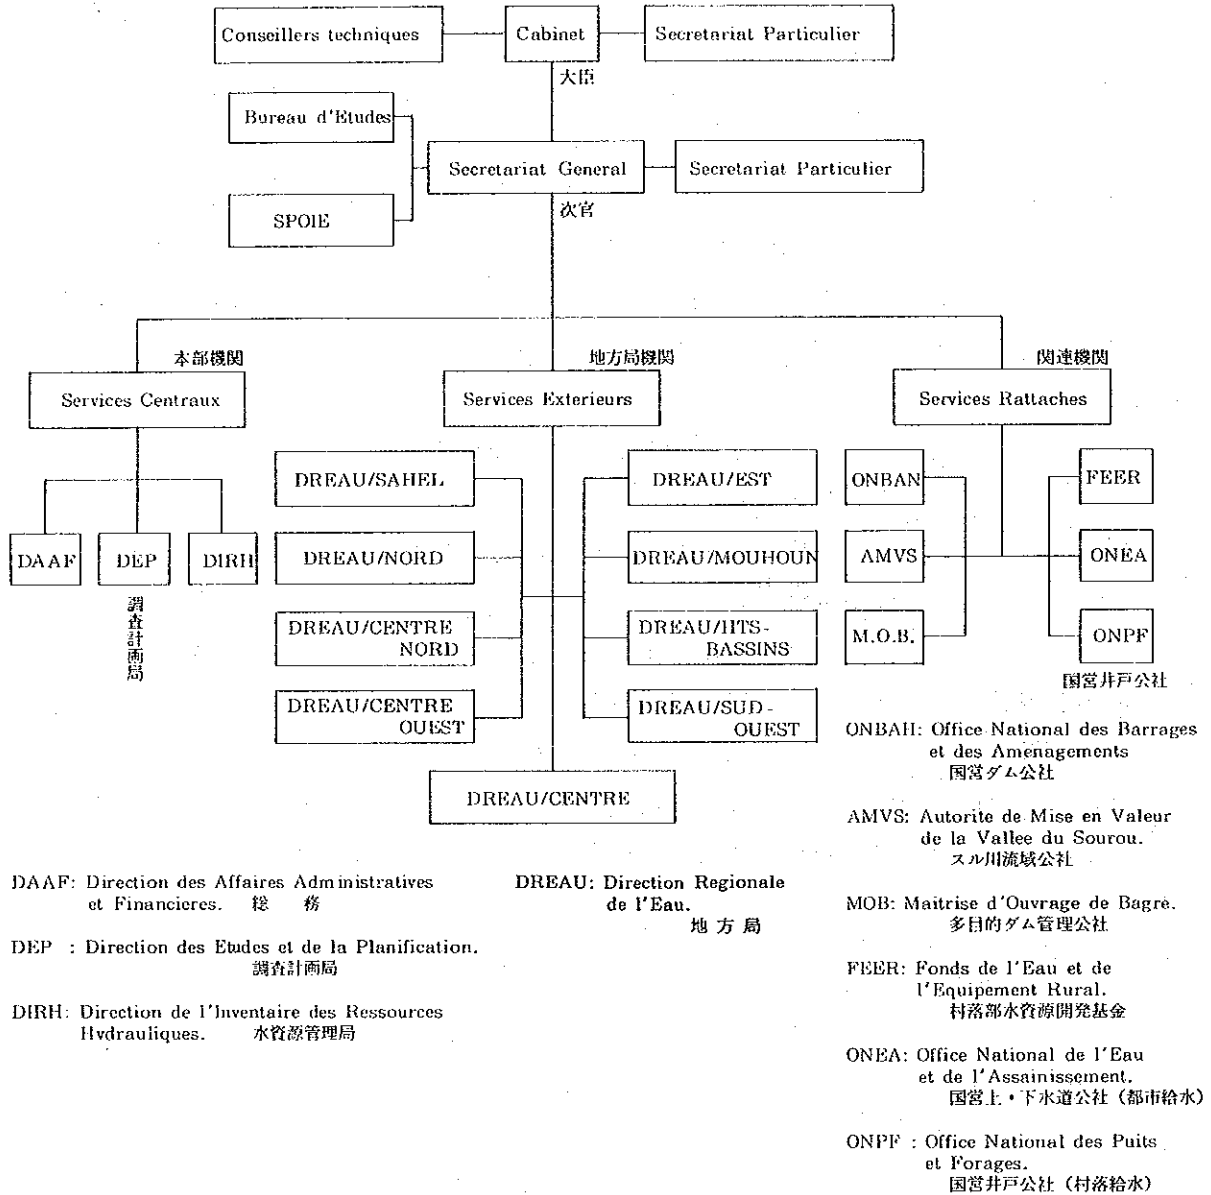 Conseillers techniques
Cabinet
Secretariat Particulier
大臣
Bureau d'Etudes
Secretariat General
Secretariat Particulier
SPOIE
次官
本部機関
地方局機関
関連機関
Services Centraux
Services Exterieurs
Services Rattaches
DAAF
DEP
DIRH
調査計画局
DREAU/SAHEL
DREAU/NORD
DREAU/CENTRE
NORD
DREAU/CENTRE
OUEST
DREAU/EST
DREAU/MOUHOUN
DREAU/HTS-
BASSINS
DREAU/SUD-
OUEST
DREAU/CENTRE
ONBAN
AMVS
M.O.B.
FEER
ONEA
ONPF
国営井戸公社
DAAF: Direction des Affaires Administratives
et Financieres. 総 務
DEP : Direction des Etudes et de la Planification.
調査計画局
DIRH: Direction de l'Inventaire des Ressources
Hydrauliques. 水資源管理局
DREAU: Direction Regionale
de l'Eau.
地方局
ONBAH: Office National des Barrages
et des Amenagements
国営ダム公社
AMVS: Autorite de Mise en Valeur
de la Vallee du Sourou.
スル川流域公社
MOB: Maitrise d'Ouvrage de Bagre.
多目的ダム管理公社
FEER: Fonds de l'Eau et de
l'Equipement Rural.
村落部水資源開発基金
ONEA: Office National de l'Eau
et de l'Assainissement.
国営上・下水道公社（都市給水）
ONPF : Office National des Puits
et Forages.
国営井戸公社（村落給水）